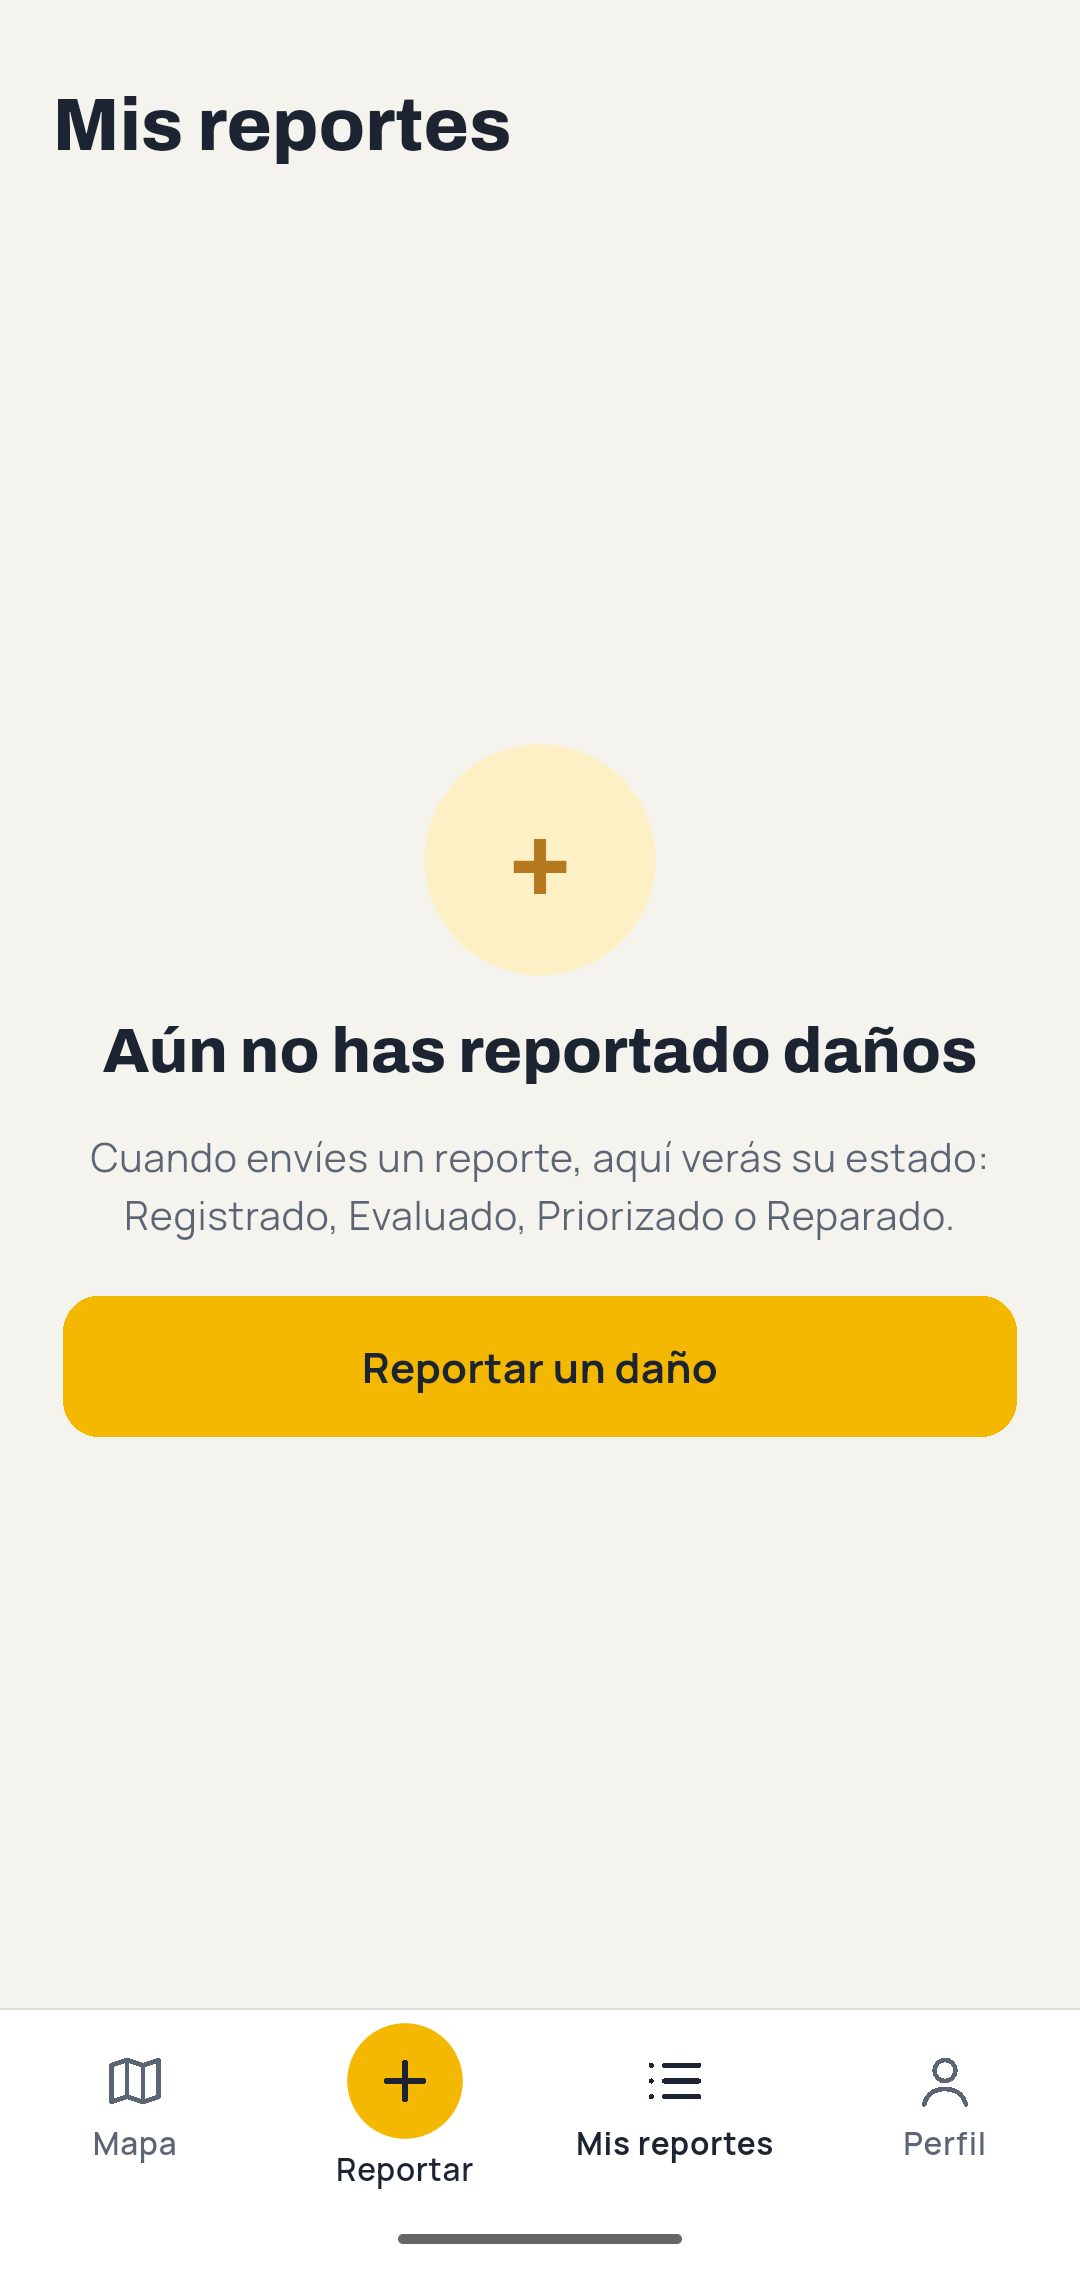 Mis reportes
Aún no has reportado daños
Cuando envíes un reporte, aquí verás su estado:
Registrado, Evaluado, Priorizado o Reparado.
Reportar un daño
Mapa
Reportar
Mis reportes
Perfil